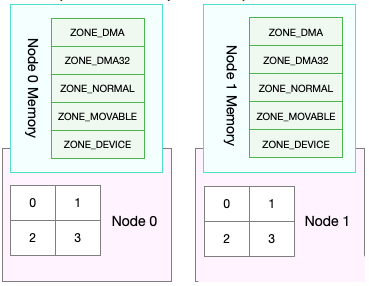 Node 0 Memory
ZONE_DMA
ZONE_DMA32
ZONE_NORMAL
ZONE_MOVABLE
ZONE_DEVICE
0 1
2 3
Node 0
Node 1 Memory
ZONE_DMA
ZONE_DMA32
ZONE_NORMAL
ZONE_MOVABLE
ZONE_DEVICE
0 1
2 3
Node 1